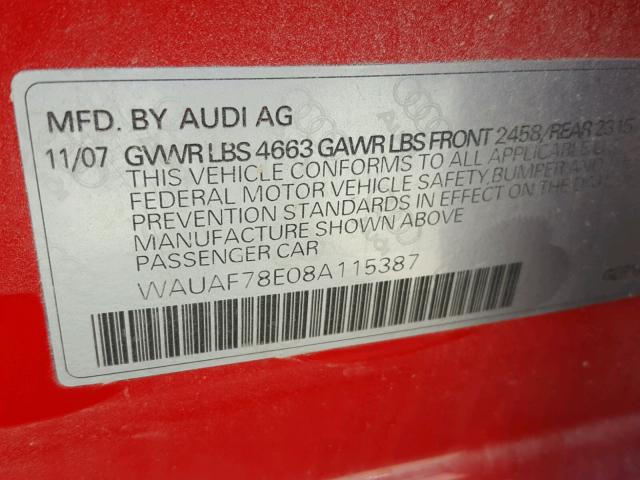 MFD. BY AUDI AG
11/07 GVWR LBS 4663 GAWR LBS FRONT 2458/REAR 2315
THIS VEHICLE CONFORMS TO ALL APPLICABLE
FEDERAL MOTOR VEHICLE SAFETY, BUMPER AND
PREVENTION STANDARDS IN EFFECT ON THE DATE OF
MANUFACTURE SHOWN ABOVE
PASSENGER CAR
WAUAF78E08A115387